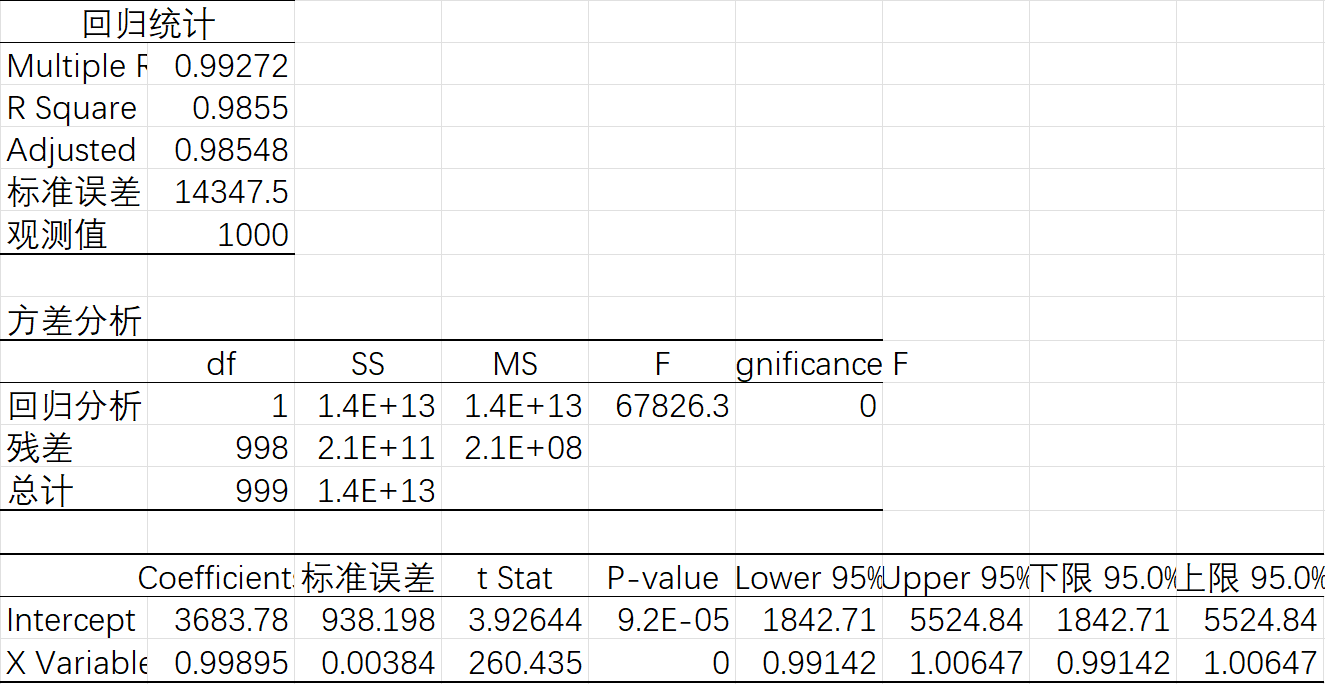 回归统计
Multiple R 0.99272
R Square 0.9855
Adjusted 0.98548
标准误差 14347.5
观测值 1000
方差分析
df SS MS F gnificance F
回归分析 1 1.4E+13 1.4E+13 67826.3 0
残差 998 2.1E+11 2.1E+08
总计 999 1.4E+13
Coefficients 标准误差 t Stat P-value Lower 95% Upper 95% 下限 95.0% 上限 95.0%
Intercept 3683.78 938.198 3.92644 9.2E-05 1842.71 5524.84 1842.71 5524.84
X Variable 0.99895 0.00384 260.435 0 0.99142 1.00647 0.99142 1.00647